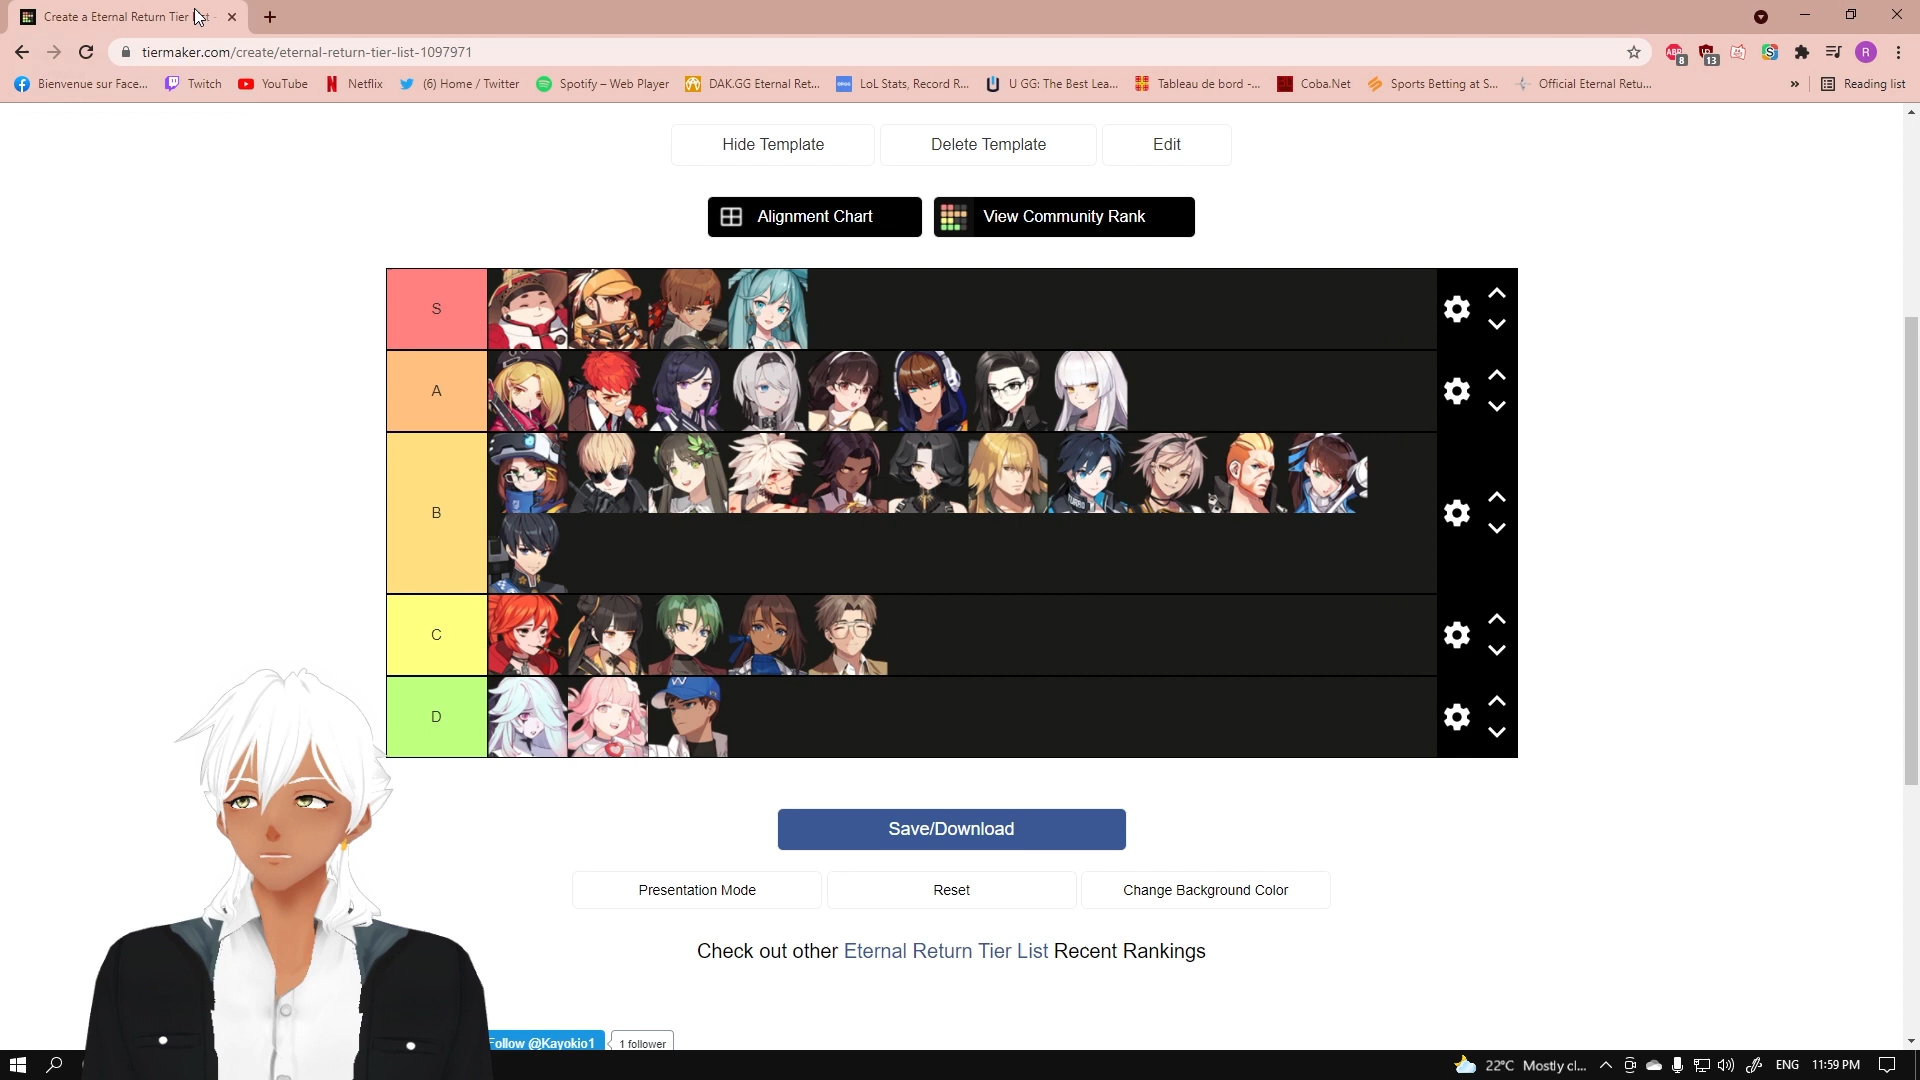 Create a Eternal Return Tier
tiermaker.com/create/eternal-return-tier-list-1097971
8
13
R
Bienvenue sur Face...
Twitch
YouTube
Netflix
(6) Home / Twitter
Spotify – Web Player
DAK.GG Eternal Ret...
LoL Stats, Record R...
U GG: The Best Lea...
Tableau de bord -...
Coba.Net
Sports Betting at S...
Official Eternal Retu...
»
Reading list
Hide Template
Delete Template
Edit
Alignment Chart
View Community Rank
S
A
B
C
D
Save/Download
Presentation Mode
Reset
Change Background Color
Check out other Eternal Return Tier List Recent Rankings
Follow @Kayokio1
1 follower
22°C Mostly cl...
ENG
11:59 PM